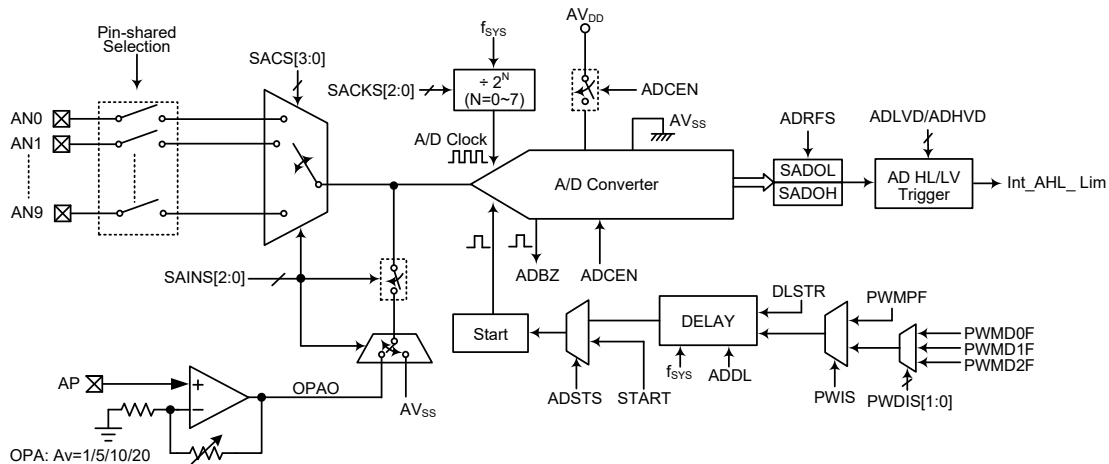 Pin-shared
Selection
SACS[3:0]
fSYS
AVDD
SACKS[2:0]
÷ 2N
(N=0~7)
ADCEN
AN0
AN1
AN9
A/D Clock
AVSS
A/D Converter
ADRFS
SADOL
SADOH
ADLVD/ADHVD
AD HL/LV
Trigger
Int_AHL_ Lim
SAINS[2:0]
ADBZ
ADCEN
Start
DELAY
DLSTR
PWMPF
PWMD0F
PWMD1F
PWMD2F
fSYS
ADDL
ADSTS
START
PWIS
PWDIS[1:0]
AP
+
−
OPAO
AVSS
OPA: Av=1/5/10/20